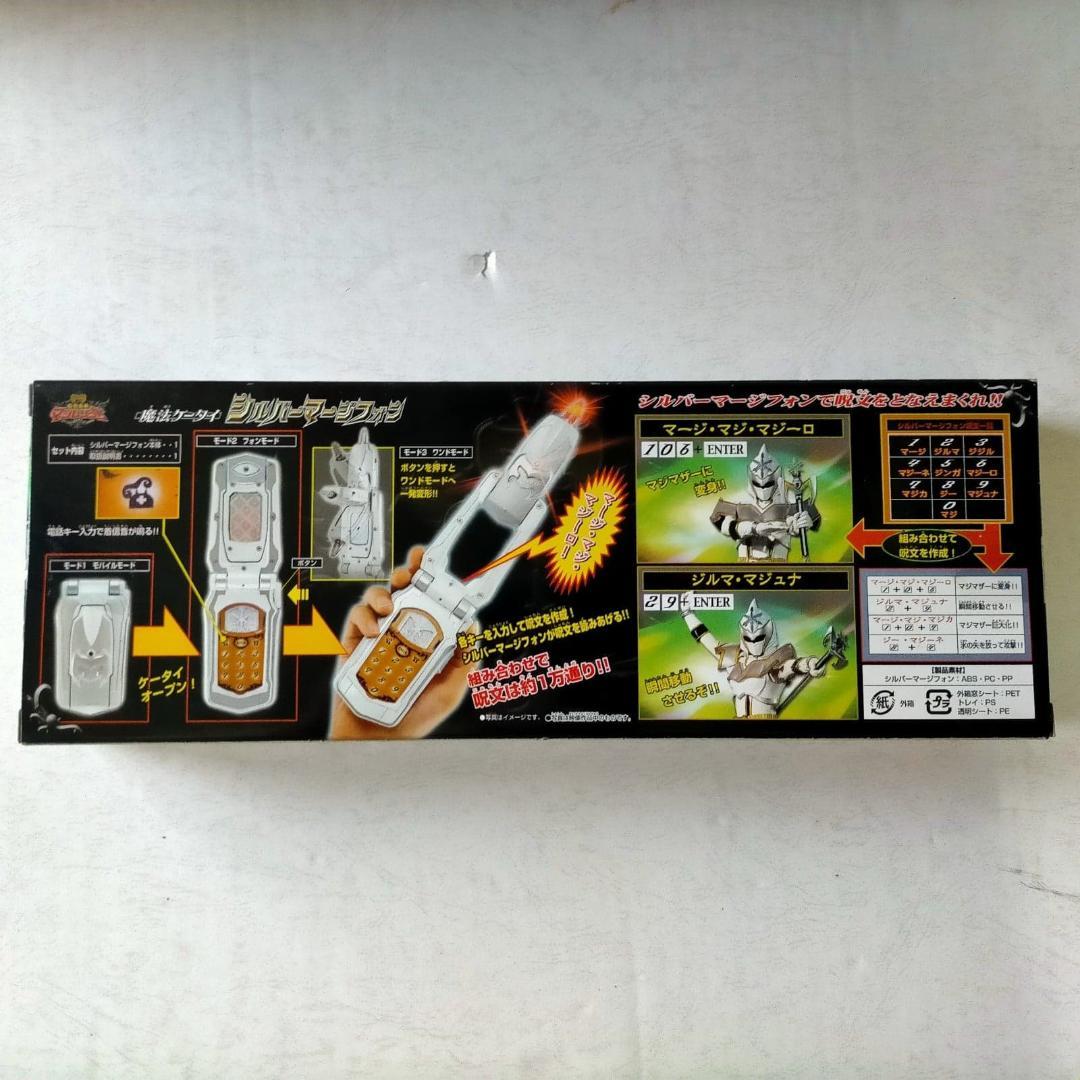 魔法ケータイ シルバーマージフォン
セット内容
シルバーマージフォン本体・・1
取扱説明書・・・・・・・・1
電話キー入力で着信音が鳴る!!
モード1 モバイルモード
ケータイ
オープン!
モード2 フォンモード
モード3 ワンドモード
ボタンを押すと
ワンドモードへ
一発変形!!
ボタン
マージ・マジ・
マジーロ!
各キーを入力して呪文を作成!
シルバーマージフォンが呪文を読みあげる!!
組み合わせで
呪文は約1万通り!!
●写真はイメージです。
シルバーマージフォンで呪文をとなえまくれ!!
マージ・マジ・マジーロ
106+ENTER
マジマザーに
変身!!
ジルマ・マジュナ
29+ENTER
瞬間移動
させるぞ!!
1 2 3
マージ ジルマ ジジル
4 5 6
マジーネ ジンガ マジーロ
7 8 9
マジカ ジー マジュナ
0
マジ
組み合わせて
呪文を作成!
マージ・マジ・マジーロ
マジマザーに変身!!
ジルマ・マジュナ
瞬間移動させる!!
マージ・マジ・マジカ
マジマザー巨大化!!
ジー・マジーネ
氷の矢を放って攻撃!!
【製品素材】
シルバーマージフォン:ABS・PC・PP
紙 外箱
プラ
外箱窓シート:PET
トレイ:PS
透明シート:PE